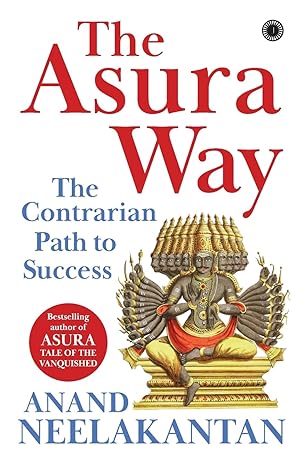 The
Asura
Way
The
Contrarian
Path to
Success
Bestselling
author of
ASURA
TALE OF THE
VANQUISHED
ANAND
NEELAKANTAN